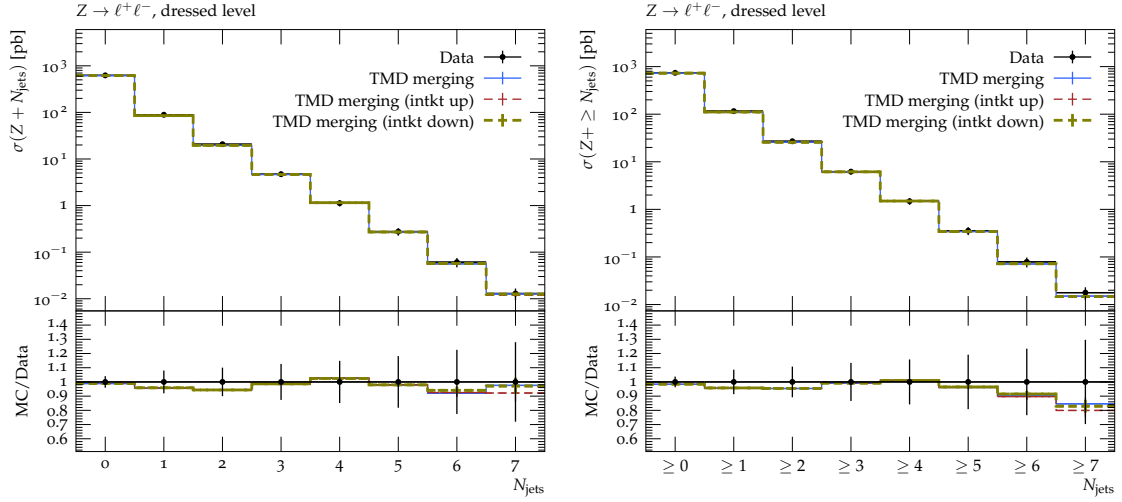 Z → ℓ⁺ℓ⁻, dressed level
σ(Z + N_jets) [pb]
10³
10²
10¹
1
10⁻¹
10⁻²
Data
TMD merging
TMD merging (intkt up)
TMD merging (intkt down)
MC/Data
1.4
1.3
1.2
1.1
1
0.9
0.8
0.7
0.6
0 1 2 3 4 5 6 7
N_jets
Z → ℓ⁺ℓ⁻, dressed level
σ(Z+ ≥ N_jets) [pb]
10³
10²
10¹
1
10⁻¹
10⁻²
Data
TMD merging
TMD merging (intkt up)
TMD merging (intkt down)
MC/Data
1.4
1.3
1.2
1.1
1
0.9
0.8
0.7
0.6
≥ 0 ≥ 1 ≥ 2 ≥ 3 ≥ 4 ≥ 5 ≥ 6 ≥ 7
N_jets